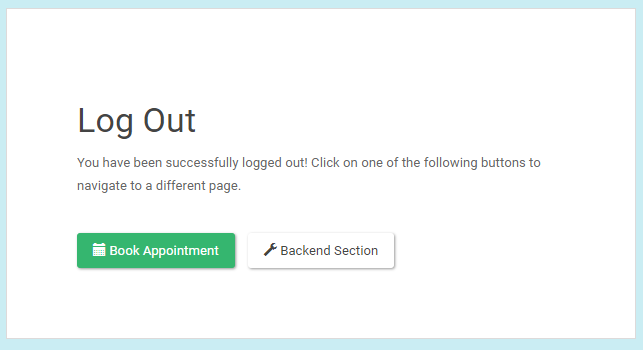 Log Out
You have been successfully logged out! Click on one of the following buttons to
navigate to a different page.
Book Appointment
Backend Section